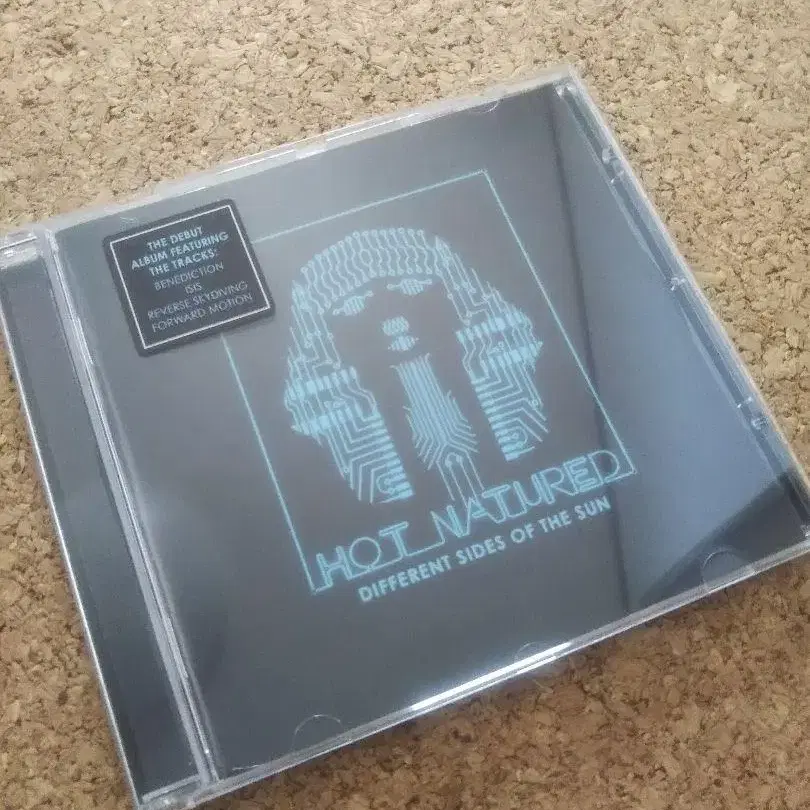 THE DEBUT
ALBUM FEATURING
THE TRACKS:
BENEDICTION
ISIS
REVERSE SKYDIVING
FORWARD MOTION
HOT NATURED
DIFFERENT SIDES OF THE SUN